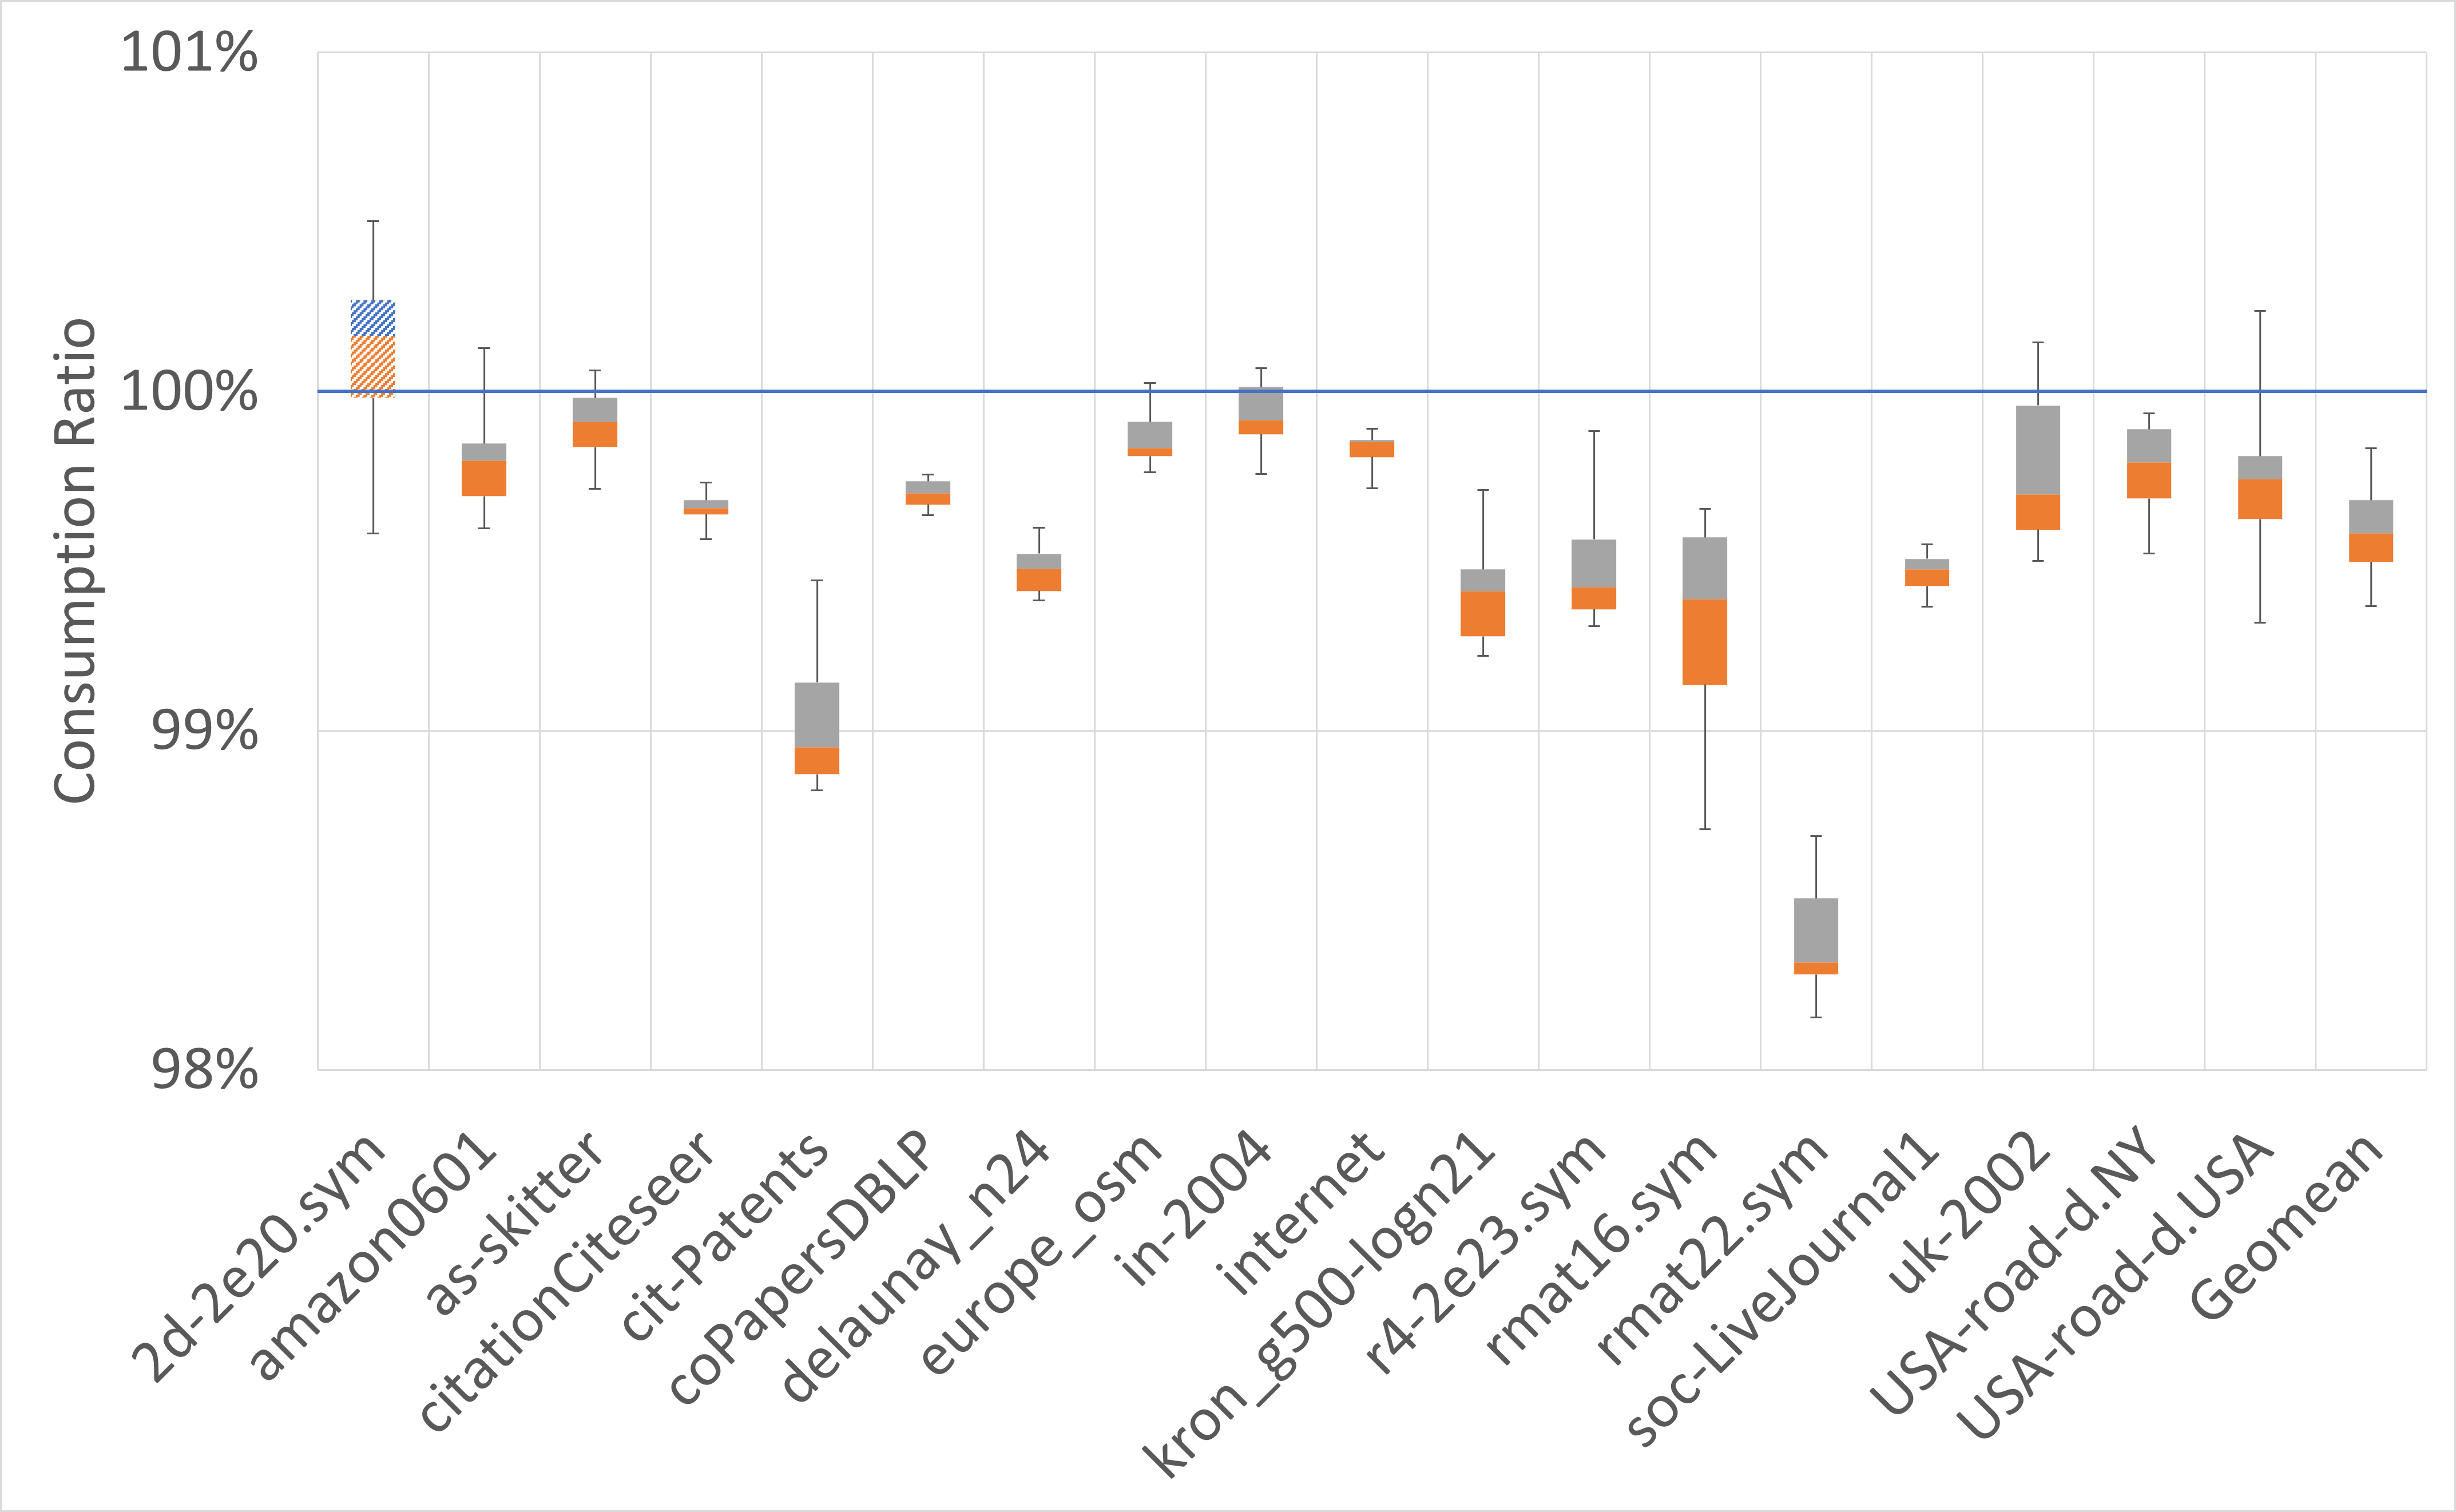 101%
100%
99%
98%
Consumption Ratio
2d-2e20.sym
amazon0601
as-skitter
citationCiteseer
cit-Patents
coPapersDBLP
delaunay_n24
europe_osm
in-2004
internet
kron_g500-logn21
r4-2e23.sym
rmat16.sym
rmat22.sym
soc-LiveJournal1
uk-2002
USA-road-d.NY
USA-road-d.USA
Geomean